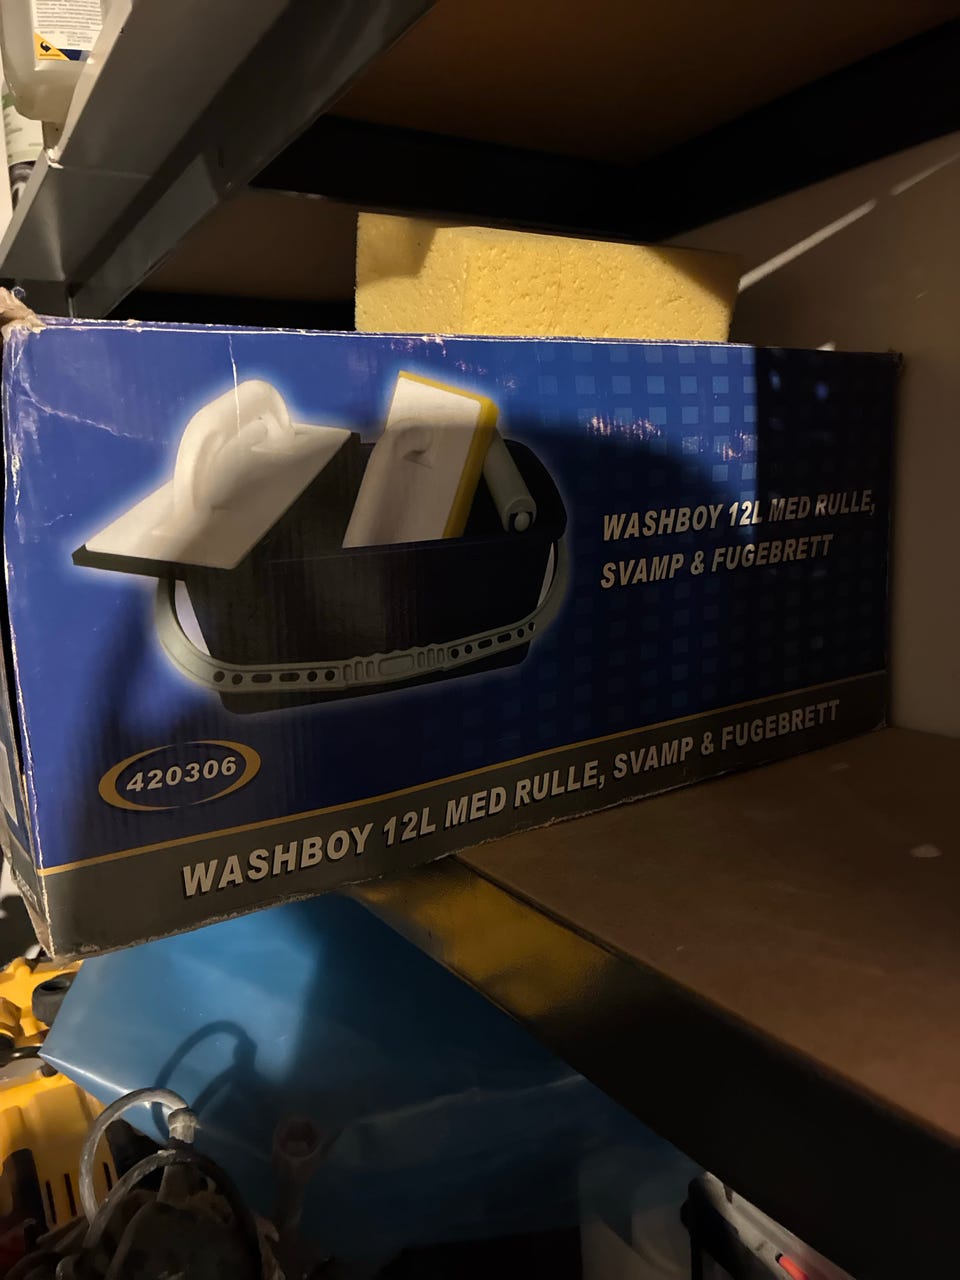 WASHBOY 12L MED RULLE,
SVAMP & FUGEBRETT
420306
WASHBOY 12L MED RULLE, SVAMP & FUGEBRETT